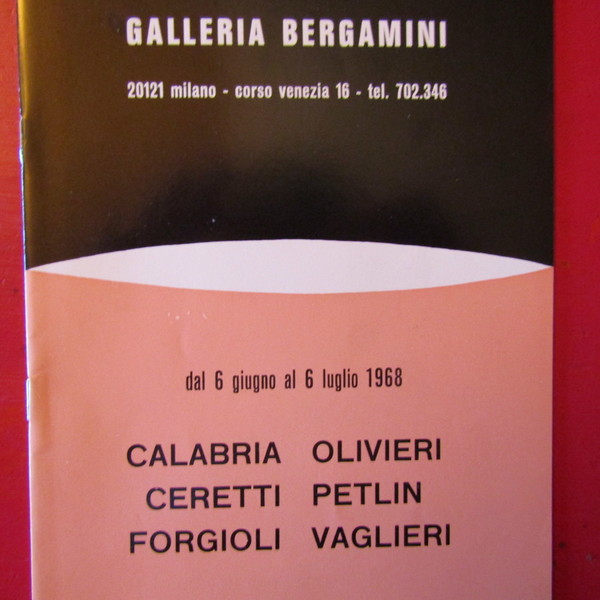 GALLERIA BERGAMINI
20121 milano - corso venezia 16 - tel. 702.346
dal 6 giugno al 6 luglio 1968
CALABRIA OLIVIERI
CERETTI PETLIN
FORGIOLI VAGLIERI